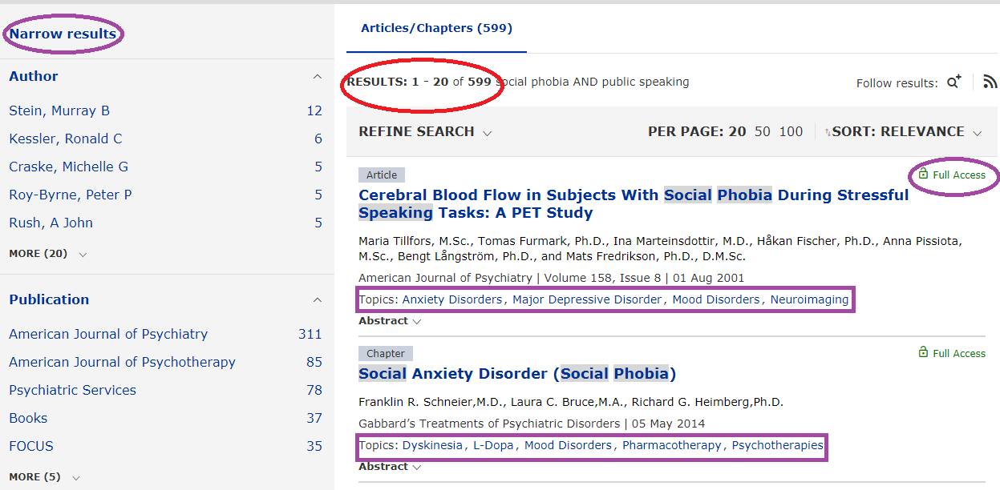 Narrow results
Author
Stein, Murray B 12
Kessler, Ronald C 6
Craske, Michelle G 5
Roy-Byrne, Peter P 5
Rush, A John 5
MORE (20)
Publication
American Journal of Psychiatry 311
American Journal of Psychotherapy 85
Psychiatric Services 78
Books 37
FOCUS 35
MORE (5)
Articles/Chapters (599)
RESULTS: 1 - 20 of 599 social phobia AND public speaking
Follow results:
REFINE SEARCH PER PAGE: 20 50 100 SORT: RELEVANCE
Article Full Access
Cerebral Blood Flow in Subjects With Social Phobia During Stressful
Speaking Tasks: A PET Study
Maria Tillfors, M.Sc., Tomas Furmark, Ph.D., Ina Marteinsdottir, M.D., Håkan Fischer, Ph.D., Anna Pissiota,
M.Sc., Bengt Långström, Ph.D., and Mats Fredrikson, Ph.D., D.M.Sc.
American Journal of Psychiatry | Volume 158, Issue 8 | 01 Aug 2001
Topics: Anxiety Disorders, Major Depressive Disorder, Mood Disorders, Neuroimaging
Abstract
Chapter Full Access
Social Anxiety Disorder (Social Phobia)
Franklin R. Schneier,M.D., Laura C. Bruce,M.A., Richard G. Heimberg,Ph.D.
Gabbard’s Treatments of Psychiatric Disorders | 05 May 2014
Topics: Dyskinesia, L-Dopa, Mood Disorders, Pharmacotherapy, Psychotherapies
Abstract